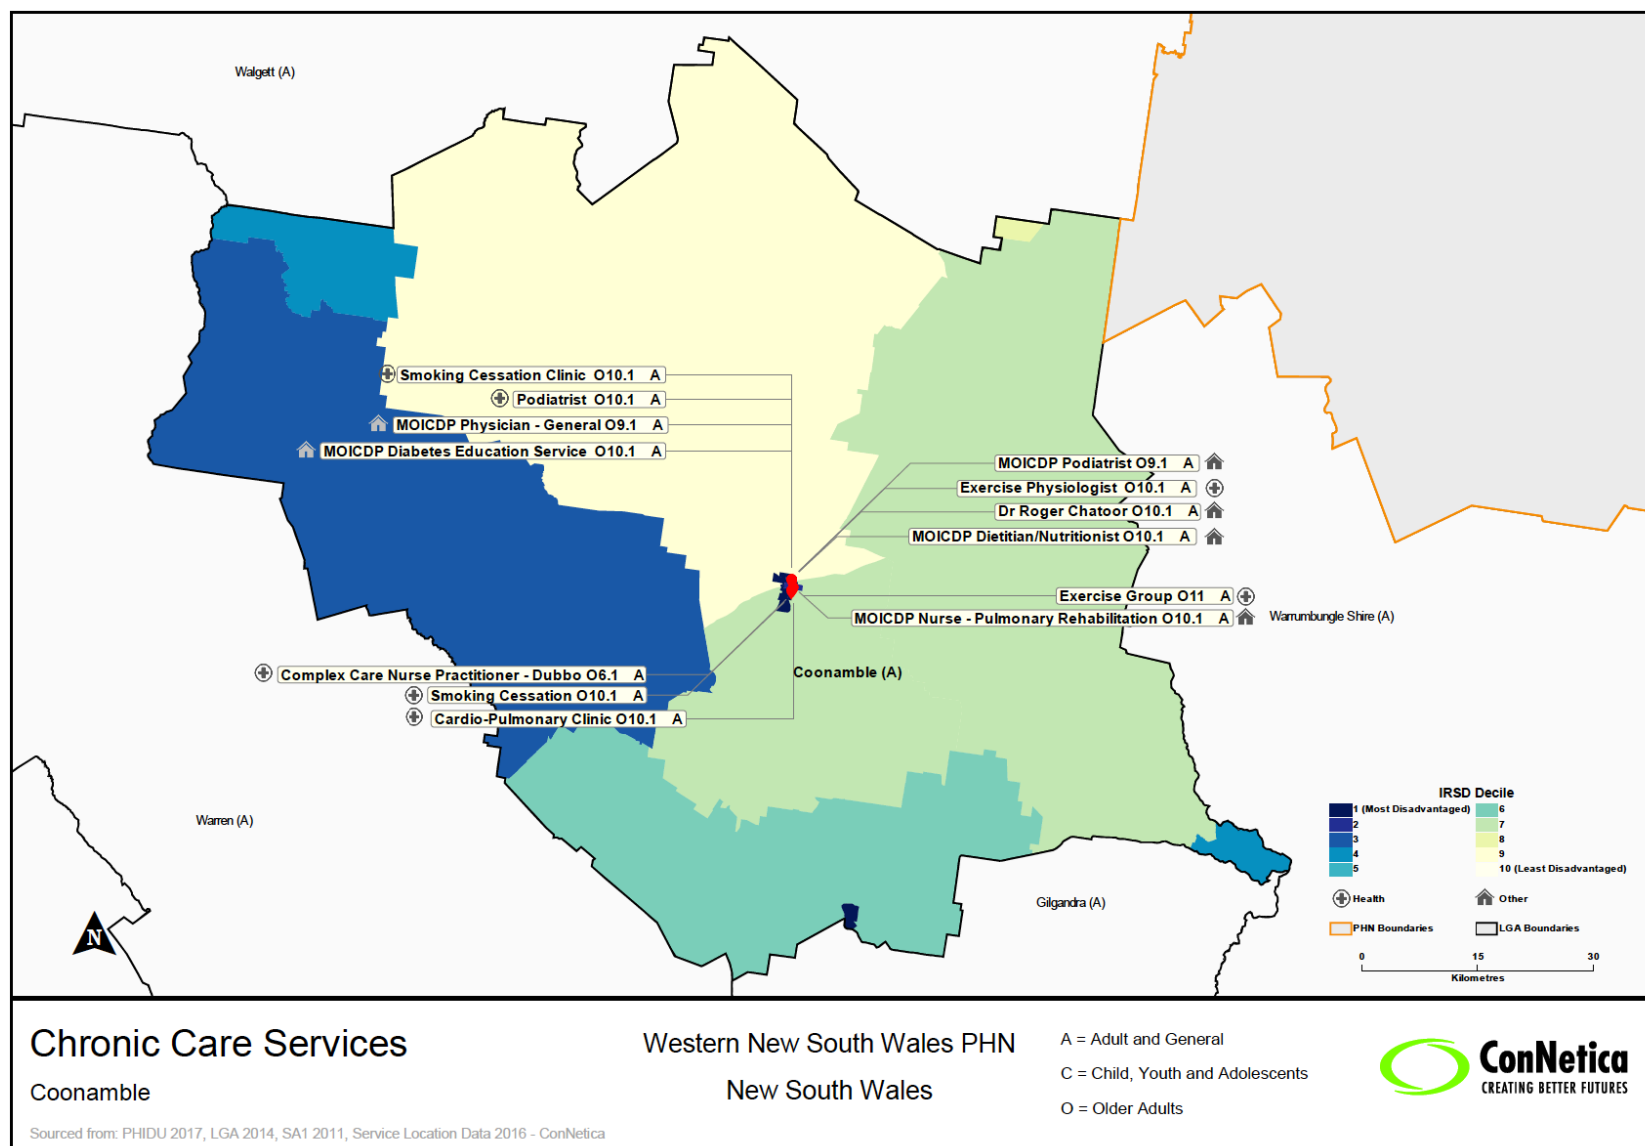 Walgett (A)
Smoking Cessation Clinic O10.1 A
Podiatrist O10.1 A
MOICDP Physician - General O9.1 A
MOICDP Diabetes Education Service O10.1 A
MOICDP Podiatrist O9.1 A
Exercise Physiologist O10.1 A
Dr Roger Chatoor O10.1 A
MOICDP Dietitian/Nutritionist O10.1 A
Exercise Group O11 A
MOICDP Nurse - Pulmonary Rehabilitation O10.1 A
Warrumbungle Shire (A)
Complex Care Nurse Practitioner - Dubbo O6.1 A
Smoking Cessation O10.1 A
Cardio-Pulmonary Clinic O10.1 A
Coonamble (A)
Warren (A)
Gilgandra (A)
N
IRSD Decile
1 (Most Disadvantaged)
2
3
4
5
6
7
8
9
10 (Least Disadvantaged)
Health
Other
PHN Boundaries
LGA Boundaries
0 15 30
Kilometres
Chronic Care Services
Coonamble
Sourced from: PHIDU 2017, LGA 2014, SA1 2011, Service Location Data 2016 - ConNetica
Western New South Wales PHN
New South Wales
A = Adult and General
C = Child, Youth and Adolescents
O = Older Adults
ConNetica
CREATING BETTER FUTURES